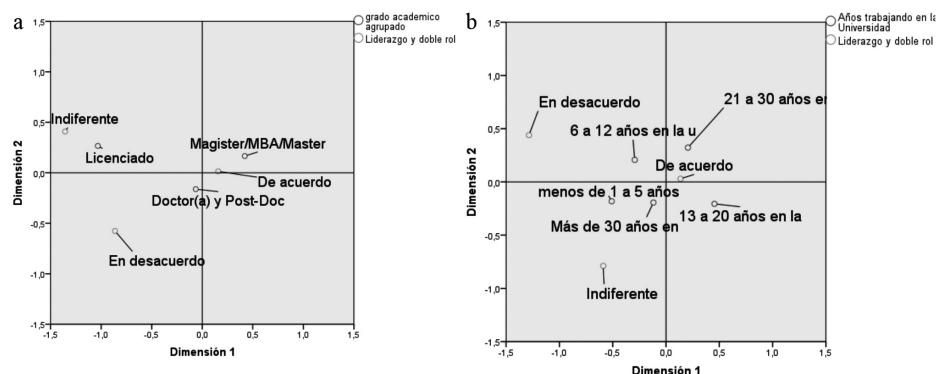 a
grado academico
agrupado
Liderazgo y doble rol
1,5
1,0
0,5
0,0
-0,5
-1,0
-1,5
Dimensión 2
Indiferente
Licenciado
Magister/MBA/Master
De acuerdo
Doctor(a) y Post-Doc
En desacuerdo
-1,5 -1,0 -0,5 0,0 0,5 1,0 1,5
Dimensión 1
b
Años trabajando en la
Universidad
Liderazgo y doble rol
1,5
1,0
0,5
0,0
-0,5
-1,0
-1,5
Dimensión 2
21 a 30 años en
En desacuerdo
6 a 12 años en la u
De acuerdo
menos de 1 a 5 años
13 a 20 años en la
Más de 30 años en
Indiferente
-1,5 -1,0 -0,5 0,0 0,5 1,0 1,5
Dimensión 1